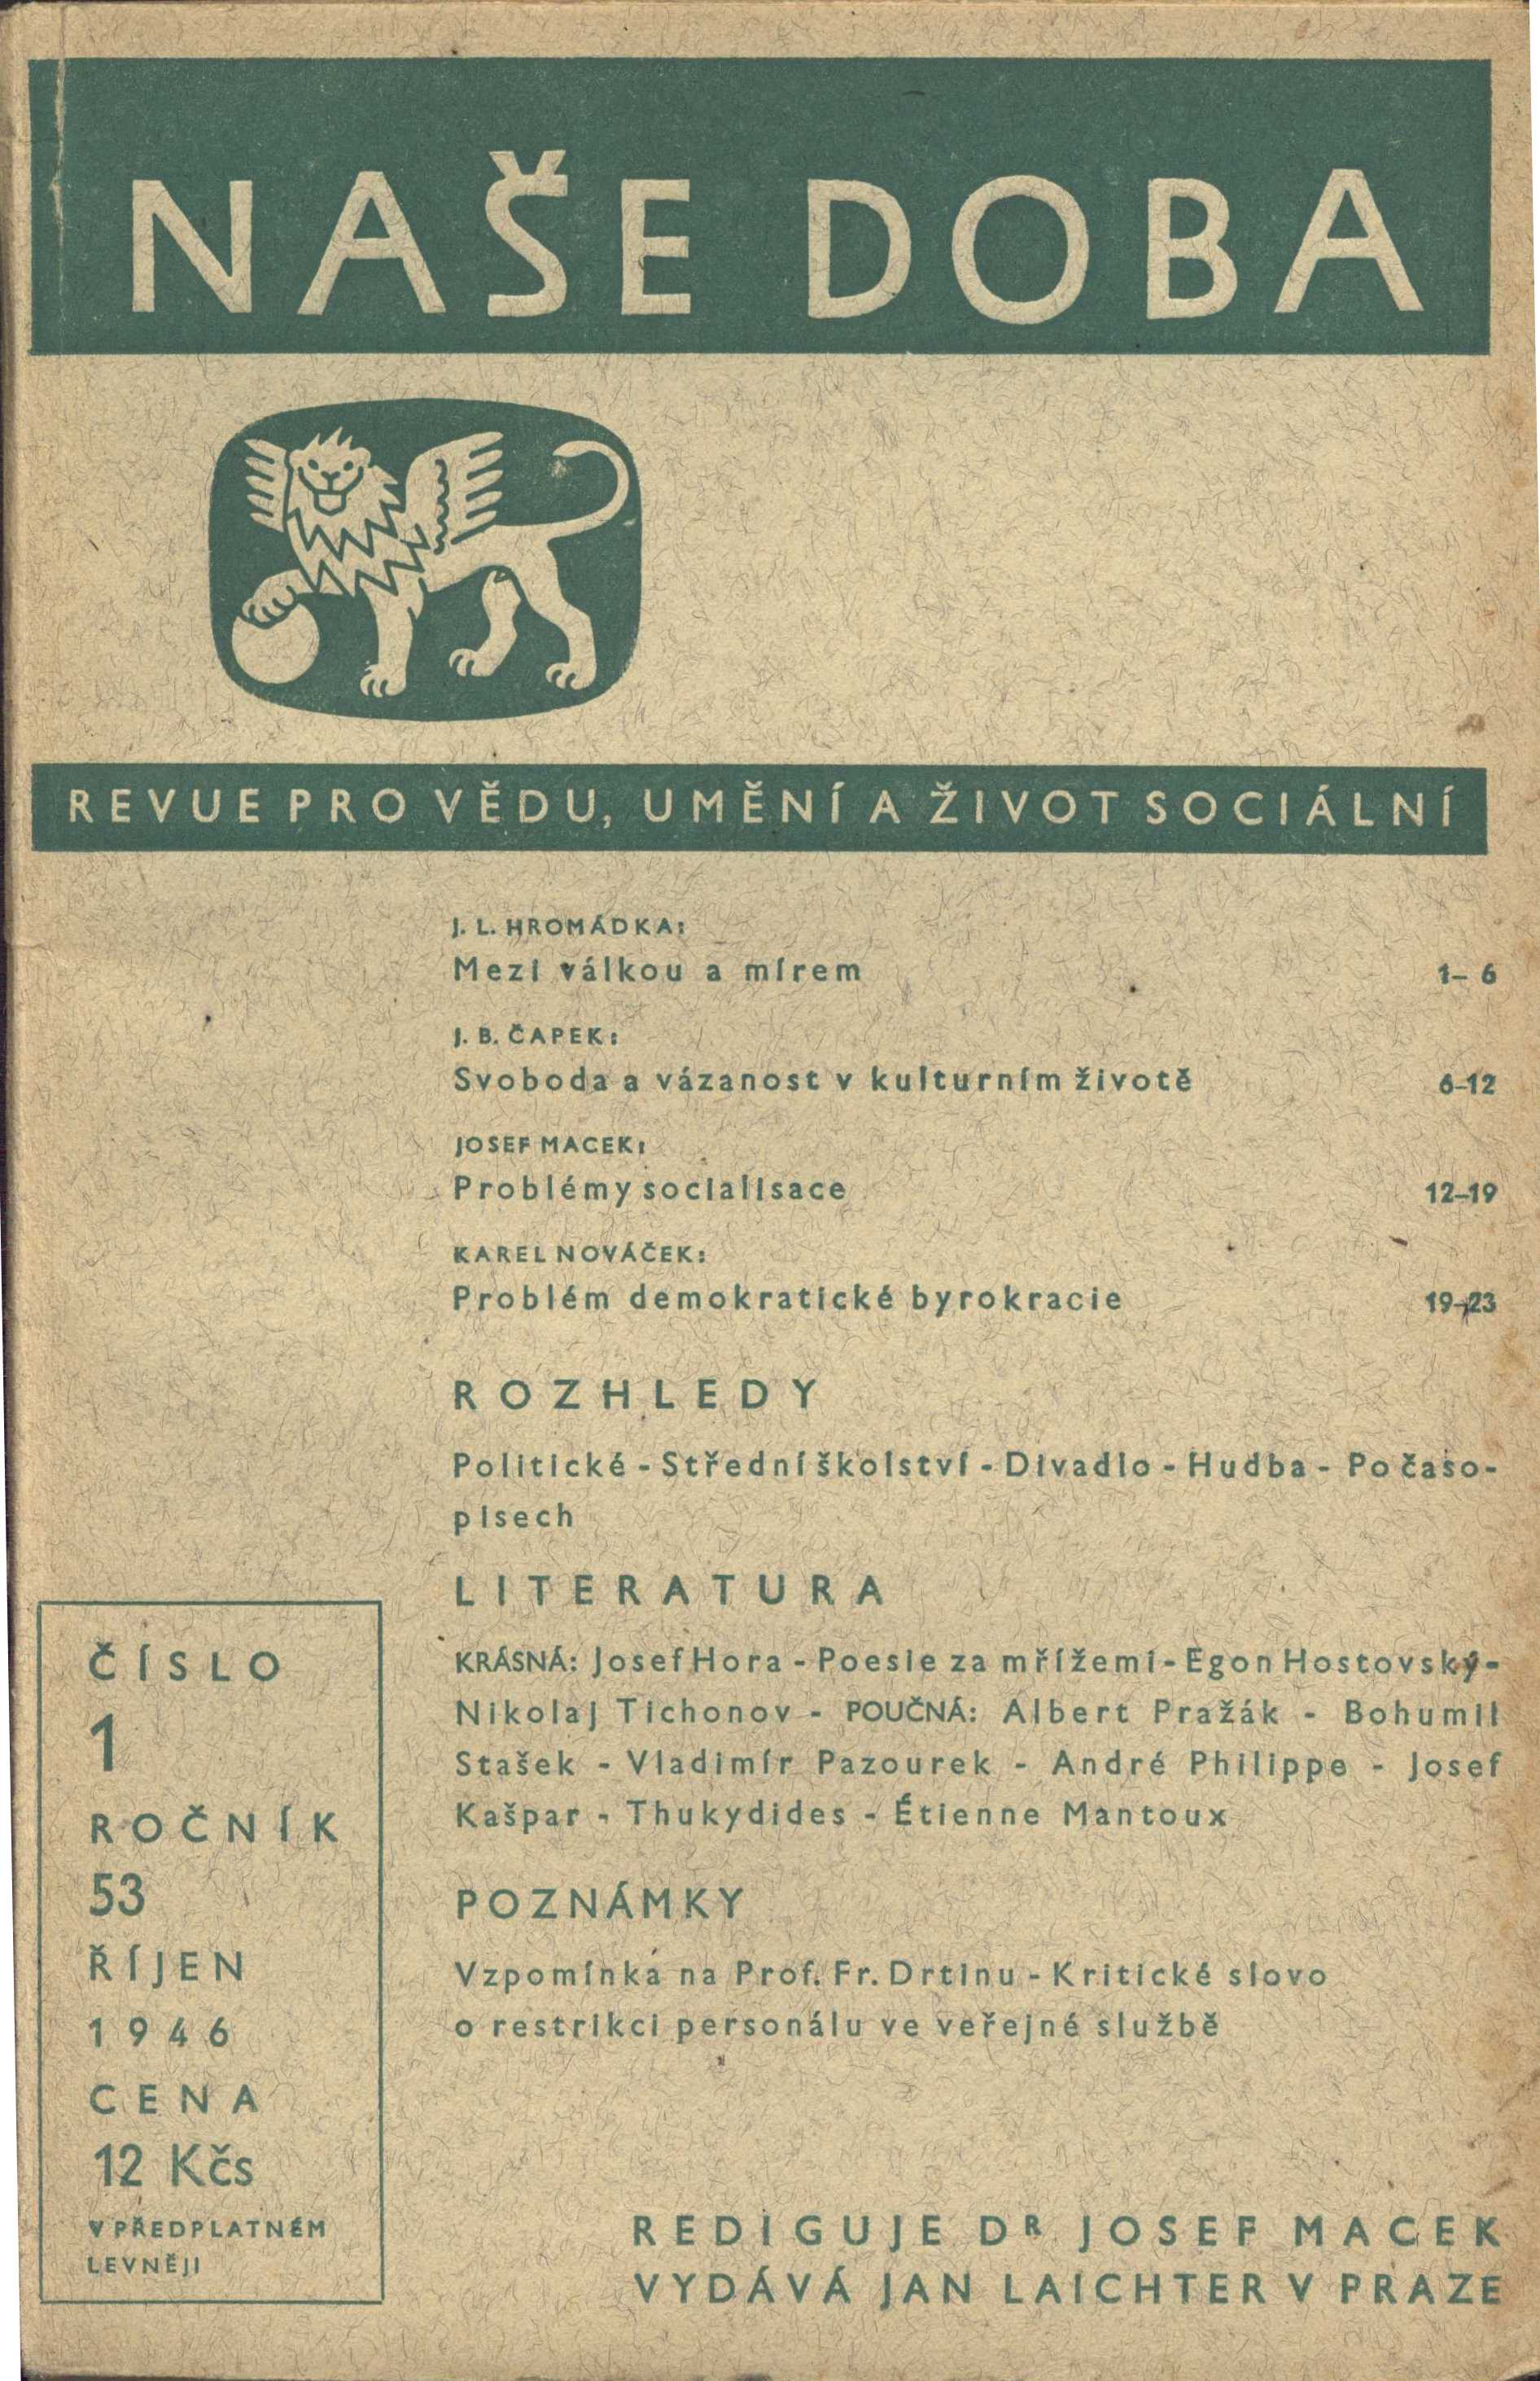 NAŠE DOBA
REVUE PRO VĚDU, UMĚNÍ A ŽIVOT SOCIÁLNÍ
J. L. HROMÁDKA:
Mezi válkou a mírem 1– 6
J. B. ČAPEK:
Svoboda a vázanost v kulturním životě 6–12
JOSEF MACEK:
Problémy socialisace 12–19
KAREL NOVÁČEK:
Problém demokratické byrokracie 19–23
ROZHLEDY
Politické - Střední školství - Divadlo - Hudba - Po časo-
pisech
LITERATURA
KRÁSNÁ: Josef Hora - Poesie za mřížemi - Egon Hostovský -
Nikolaj Tichonov - POUČNÁ: Albert Pražák - Bohumil
Stašek - Vladimír Pazourek - André Philippe - Josef
Kašpar - Thukydides - Étienne Mantoux
POZNÁMKY
Vzpomínka na Prof. Fr. Drtinu - Kritické slovo
o restrikci personálu ve veřejné službě
ČÍSLO
1
ROČNÍK
53
ŘÍJEN
1946
CENA
12 Kčs
V PŘEDPLATNÉM
LEVNĚJI
REDIGUJE DR JOSEF MACEK
VYDÁVÁ JAN LAICHTER V PRAZE